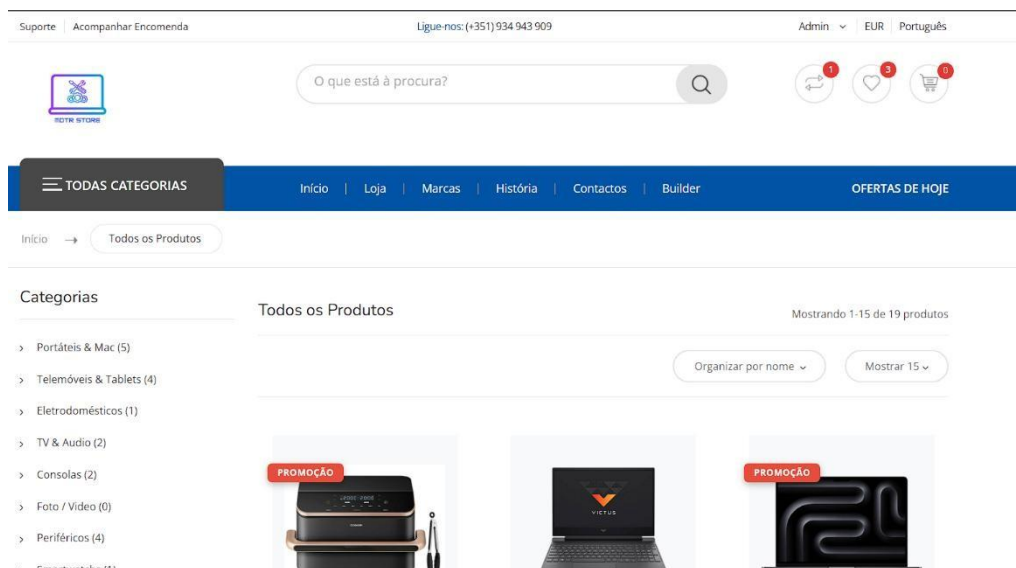 Suporte Acompanhar Encomenda Ligue-nos: (+351) 934 943 909 Admin EUR Português
MDTR STORE
O que está à procura?
1 3 0
TODAS CATEGORIAS Início | Loja | Marcas | História | Contactos | Builder OFERTAS DE HOJE
Início → Todos os Produtos
Categorias
Portáteis & Mac (5)
Telemóveis & Tablets (4)
Eletrodomésticos (1)
TV & Audio (2)
Consolas (2)
Foto / Video (0)
Periféricos (4)
Todos os Produtos Mostrando 1-15 de 19 produtos
Organizar por nome Mostrar 15
PROMOÇÃO
VICTUS
PROMOÇÃO